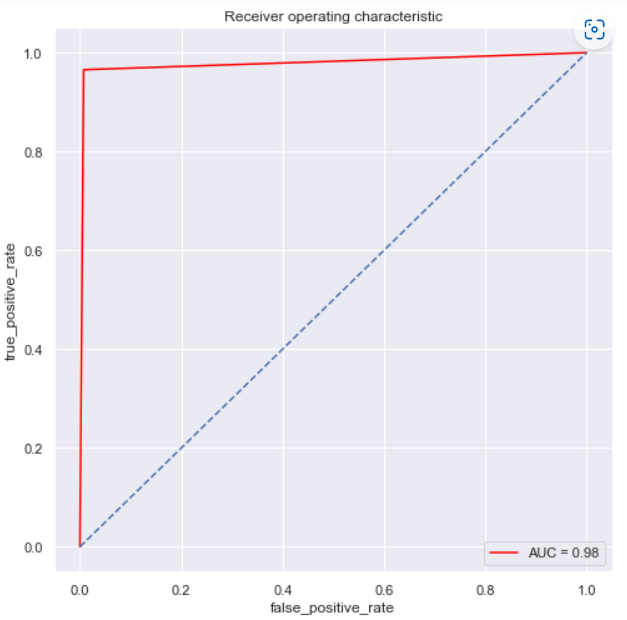 Receiver operating characteristic
1.0
0.8
0.6
0.4
0.2
0.0
true_positive_rate
AUC = 0.98
0.0 0.2 0.4 0.6 0.8 1.0
false_positive_rate